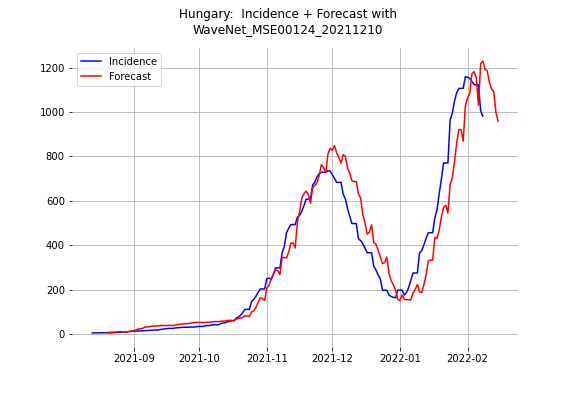 Hungary:  Incidence + Forecast with
WaveNet_MSE00124_20211210
Incidence
Forecast
1200
1000
800
600
400
200
0
2021-09 2021-10 2021-11 2021-12 2022-01 2022-02